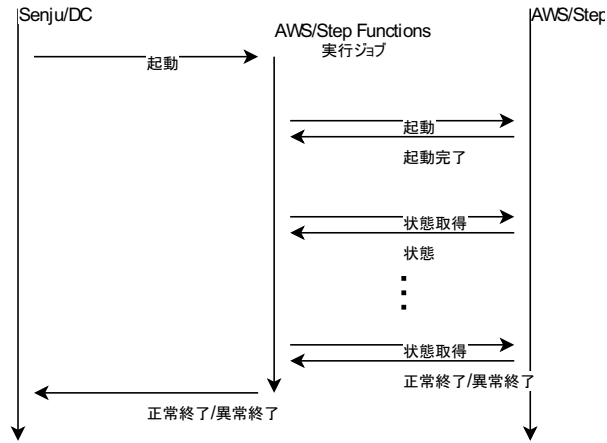 Senju/DC
AWS/Step Functions
実行ジョブ
AWS/Step
起動
起動
起動完了
状態取得
状態
状態取得
正常終了/異常終了
正常終了/異常終了